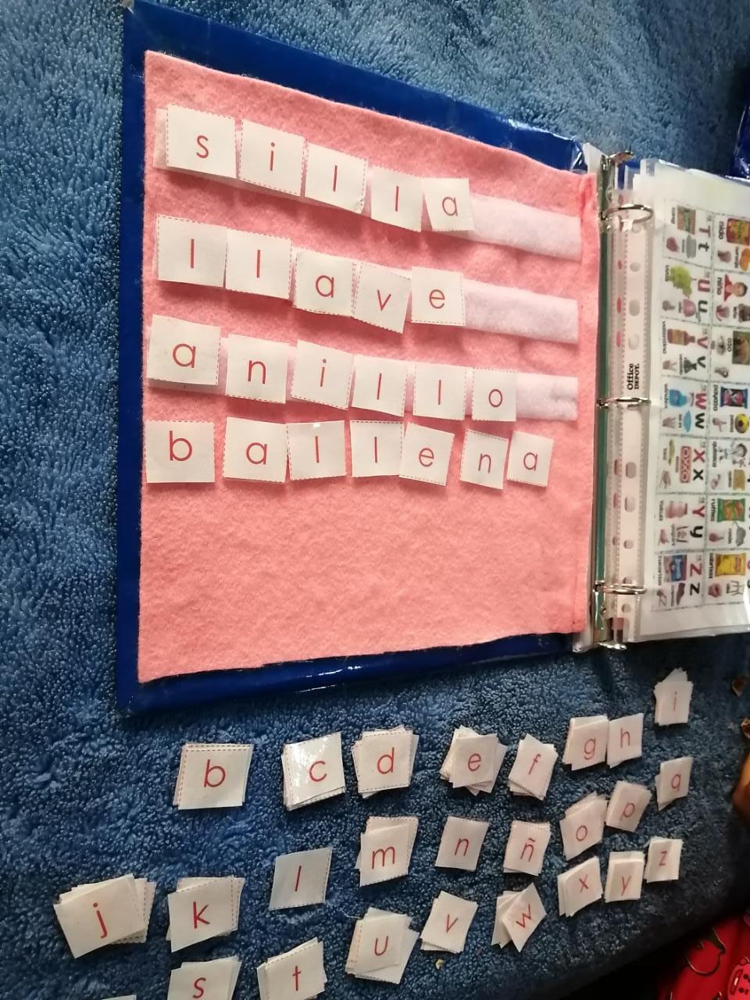 silla
llave
anillo
ballena
Office
DEPOT.
T t
U u
V v
W w
X x
Y y
Z z
b c d e f g h i
j k l m n ñ o p q
s t u v w x y z